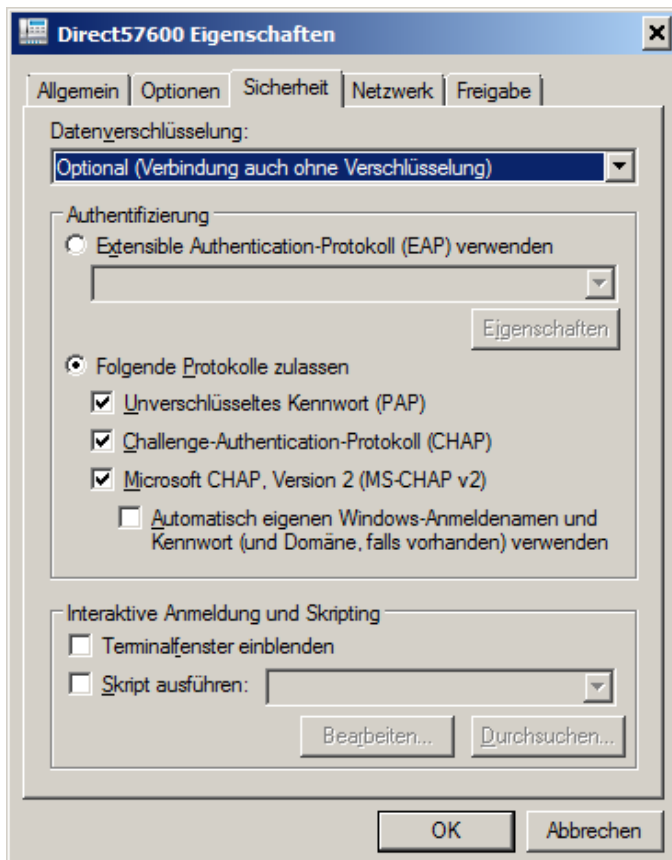 Direct57600 Eigenschaften
Allgemein Optionen Sicherheit Netzwerk Freigabe
Datenverschlüsselung:
Optional (Verbindung auch ohne Verschlüsselung)
Authentifizierung
Extensible Authentication-Protokoll (EAP) verwenden
Eigenschaften
Folgende Protokolle zulassen
Unverschlüsseltes Kennwort (PAP)
Challenge-Authentication-Protokoll (CHAP)
Microsoft CHAP, Version 2 (MS-CHAP v2)
Automatisch eigenen Windows-Anmeldenamen und
Kennwort (und Domäne, falls vorhanden) verwenden
Interaktive Anmeldung und Skripting
Terminalfenster einblenden
Skript ausführen:
Bearbeiten... Durchsuchen...
OK Abbrechen